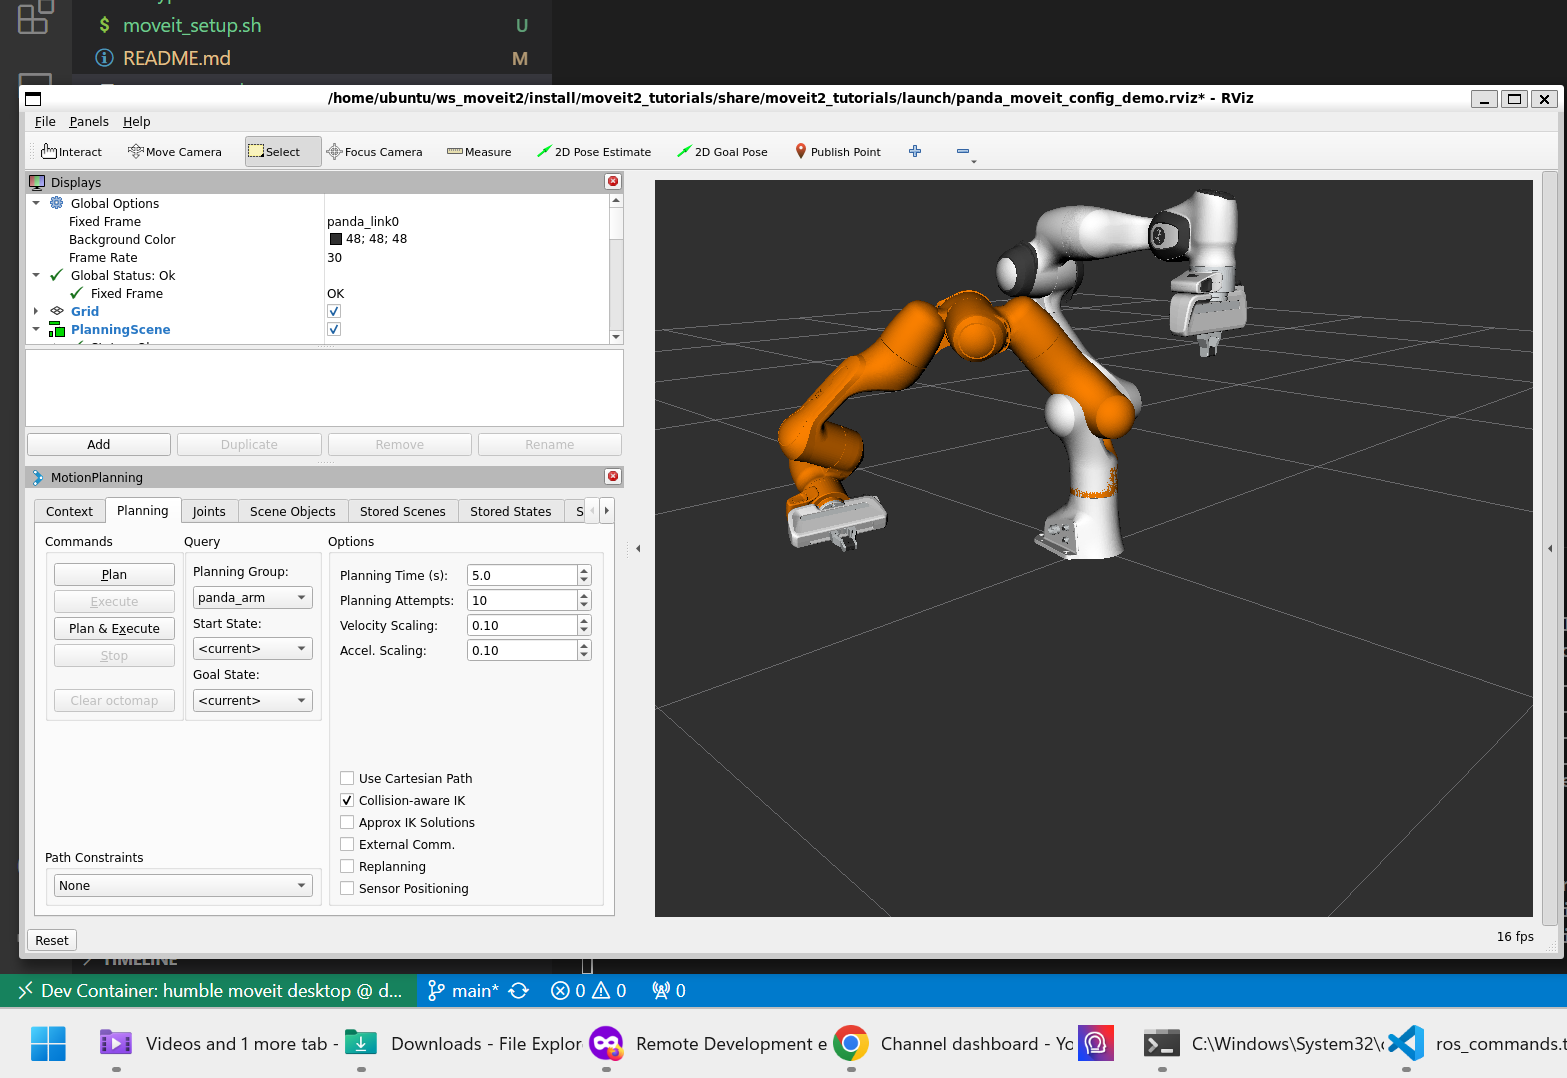 $ moveit_setup.sh U
README.md M
/home/ubuntu/ws_moveit2/install/moveit2_tutorials/share/moveit2_tutorials/launch/panda_moveit_config_demo.rviz* - RViz
File Panels Help
Interact Move Camera Select Focus Camera Measure 2D Pose Estimate 2D Goal Pose Publish Point
Displays
Global Options
Fixed Frame panda_link0
Background Color 48; 48; 48
Frame Rate 30
Global Status: Ok
Fixed Frame OK
Grid
PlanningScene
Add Duplicate Remove Rename
MotionPlanning
Context Planning Joints Scene Objects Stored Scenes Stored States S
Commands Query Options
Plan
Execute
Plan & Execute
Stop
Clear octomap
Planning Group:
panda_arm
Start State:
<current>
Goal State:
<current>
Planning Time (s): 5.0
Planning Attempts: 10
Velocity Scaling: 0.10
Accel. Scaling: 0.10
Use Cartesian Path
Collision-aware IK
Approx IK Solutions
External Comm.
Replanning
Sensor Positioning
Path Constraints
None
Reset
16 fps
TIMELINE
Dev Container: humble moveit desktop @ d... main* 0 0 0
Videos and 1 more tab - Downloads - File Explor Remote Development e Channel dashboard - Yo C:\Windows\System32\ ros_commands.t